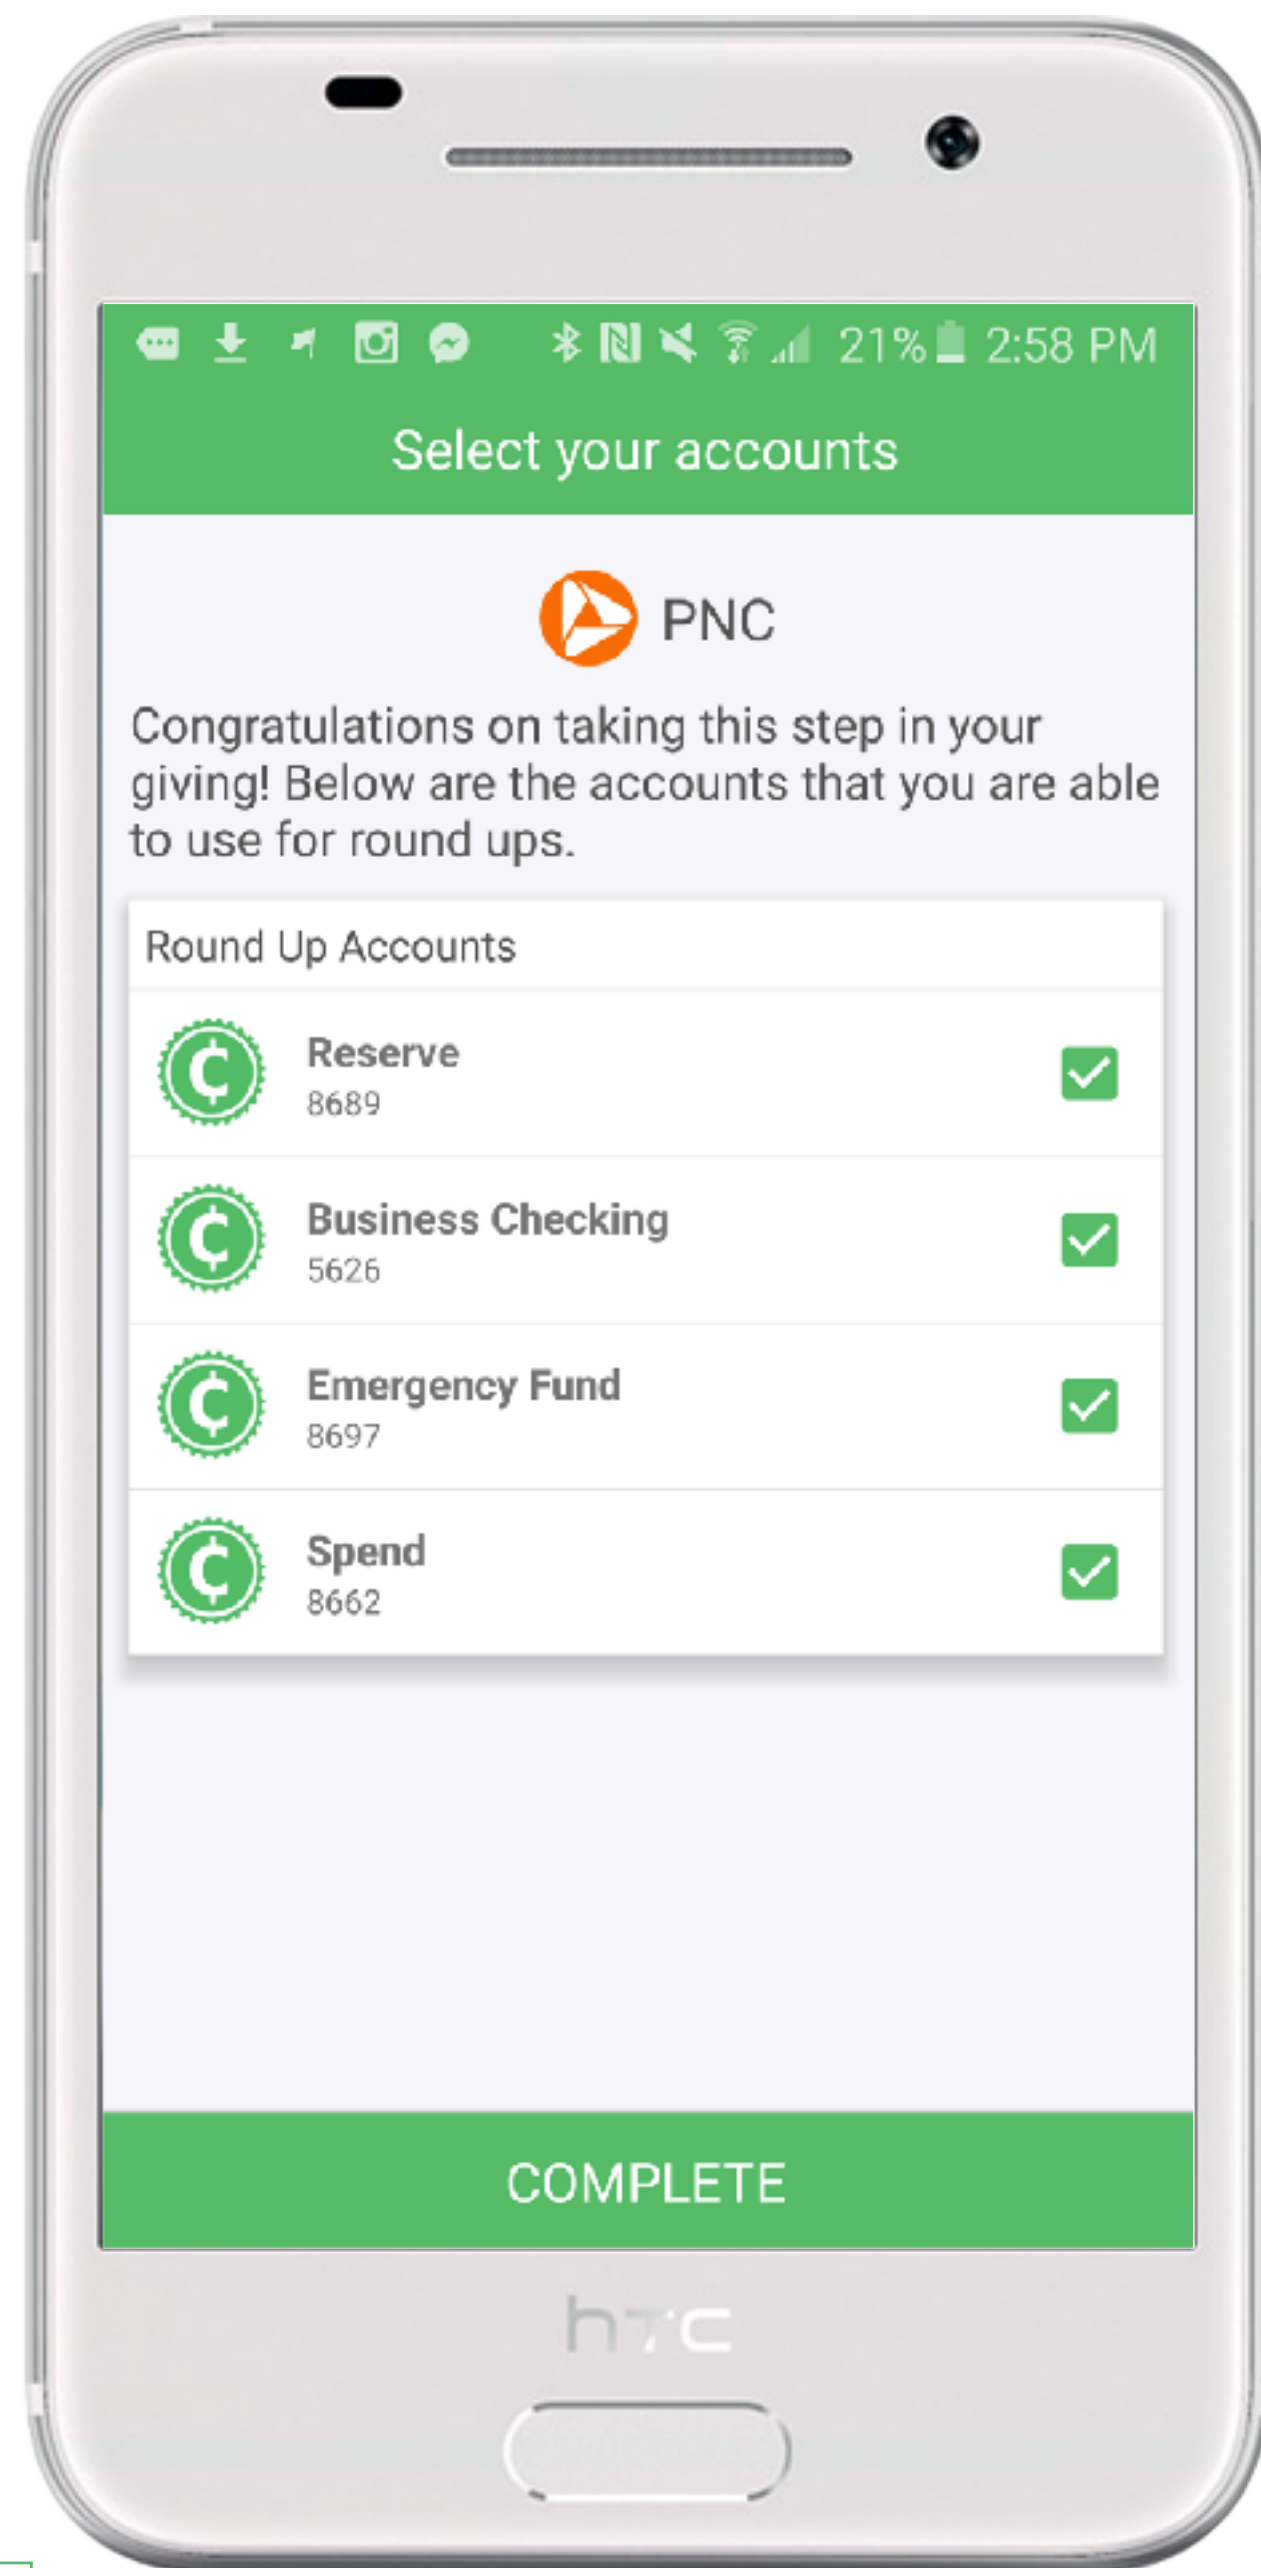 21% 2:58 PM
Select your accounts
PNC
Congratulations on taking this step in your
giving! Below are the accounts that you are able
to use for round ups.
Round Up Accounts
Reserve
8689
Business Checking
5626
Emergency Fund
8697
Spend
8662
COMPLETE
htc